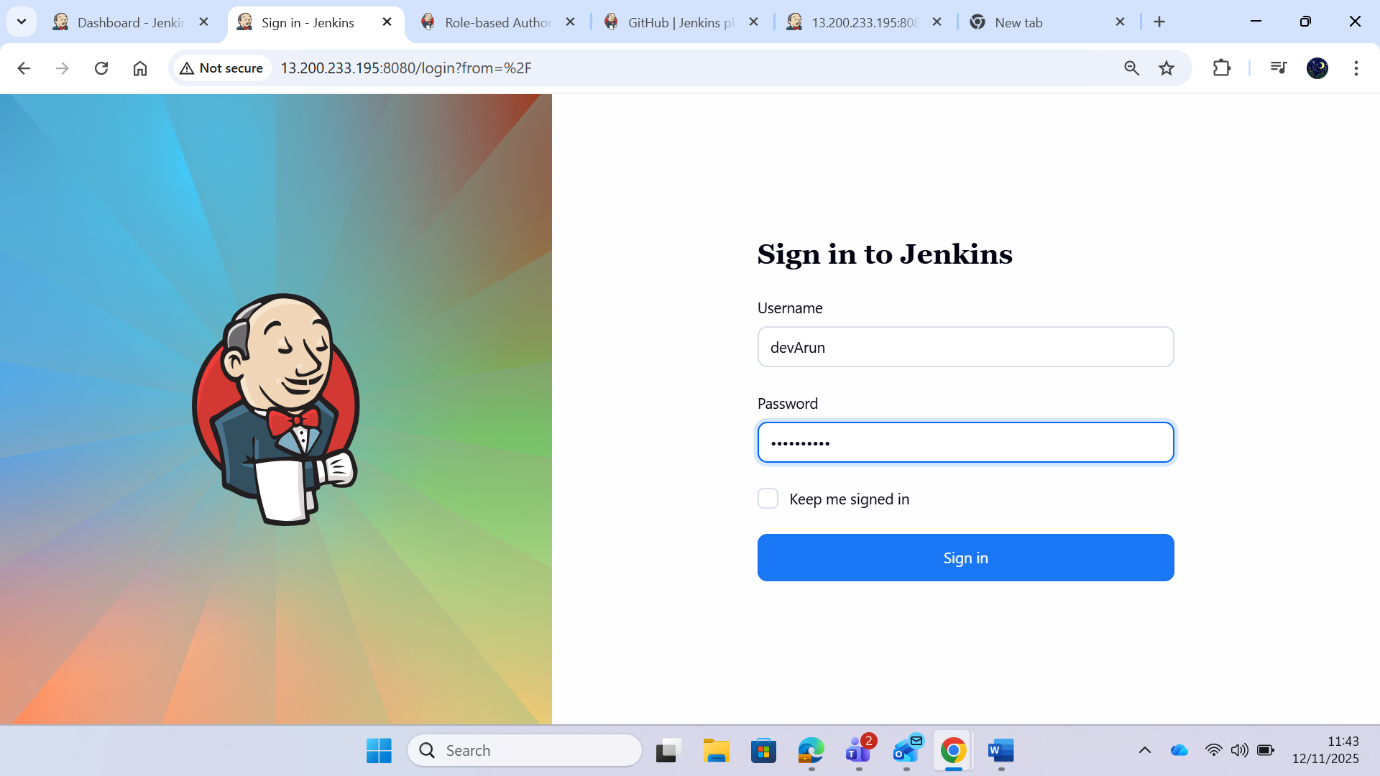 Dashboard - Jenki
Sign in - Jenkins
Role-based Author
GitHub | Jenkins pl
13.200.233.195:808
New tab
Not secure
13.200.233.195:8080/login?from=%2F
Sign in to Jenkins
Username
devArun
Password
••••••••••
Keep me signed in
Sign in
Search
2
11:43
12/11/2025